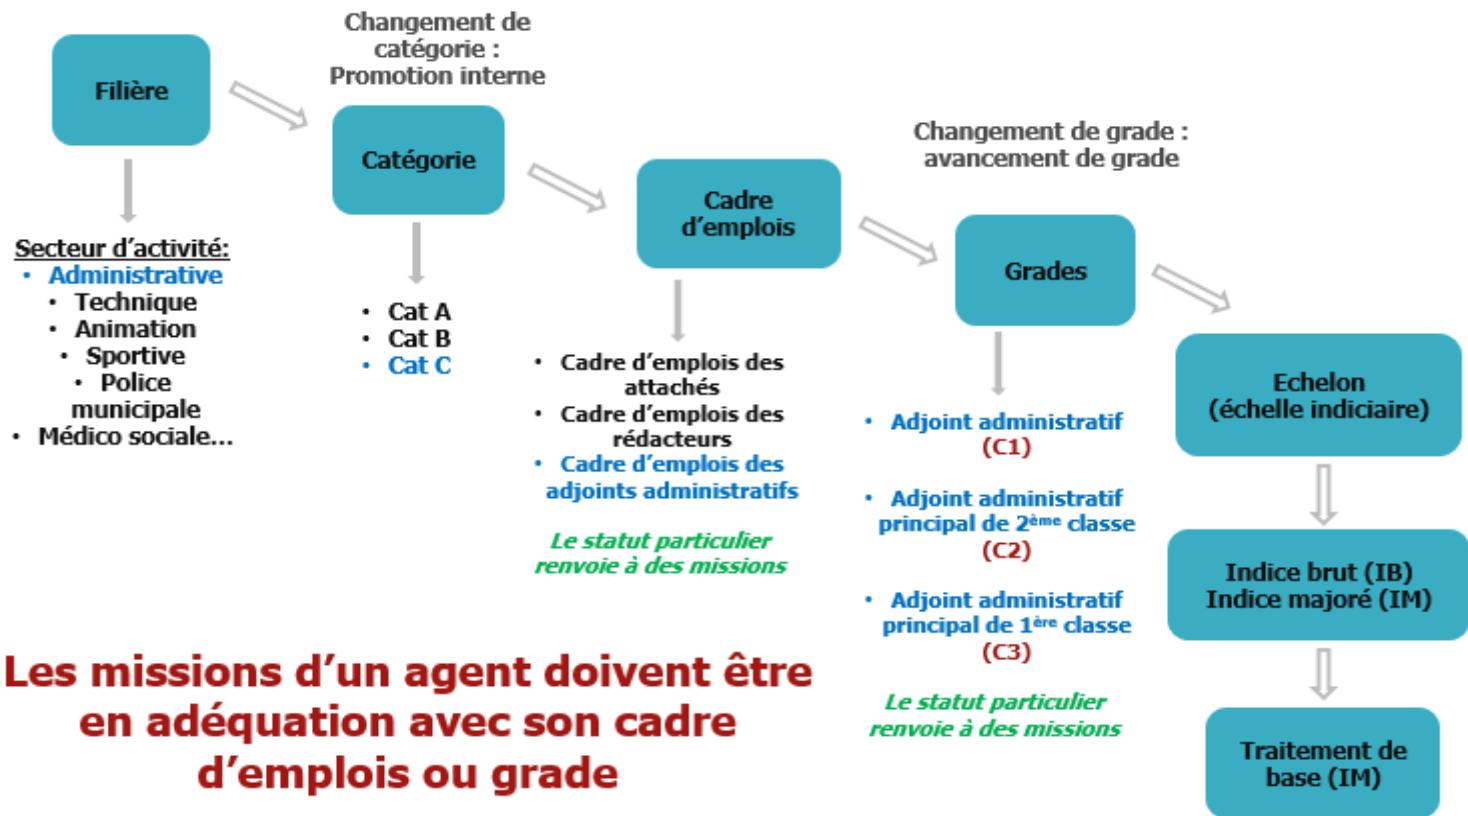 Changement de
catégorie :
Promotion interne
Filière
Catégorie
Changement de grade :
avancement de grade
Cadre
d'emplois
Grades
Secteur d'activité:
• Administrative
• Technique
• Animation
• Sportive
• Police
municipale
• Médico sociale...
• Cat A
• Cat B
• Cat C
• Cadre d'emplois des
attachés
• Cadre d'emplois des
rédacteurs
• Cadre d'emplois des
adjoints administratifs
Le statut particulier
renvoie à des missions
• Adjoint administratif
(C1)
• Adjoint administratif
principal de 2ème classe
(C2)
• Adjoint administratif
principal de 1ère classe
(C3)
Le statut particulier
renvoie à des missions
Echelon
(échelle indiciaire)
Indice brut (IB)
Indice majoré (IM)
Traitement de
base (IM)
Les missions d'un agent doivent être
en adéquation avec son cadre
d'emplois ou grade